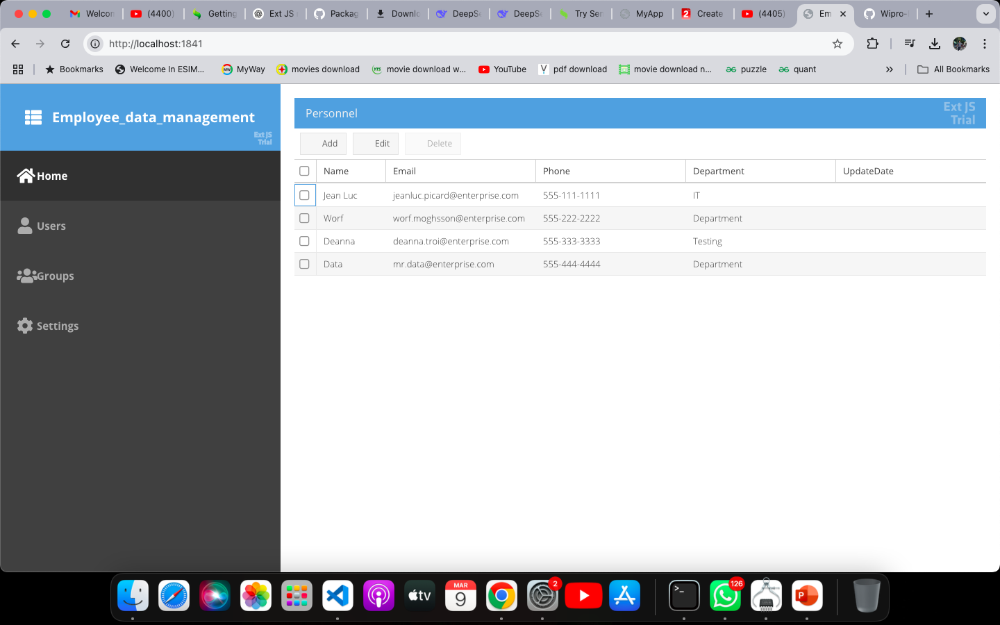 Welcon
(4400)
Getting
Ext JS
Packag
Downlo
DeepSe
DeepSe
Try Sen
MyApp
2
Create
(4405)
Em
Wipro-
http://localhost:1841
Bookmarks
Welcome In ESIM...
MyWay
movies download
movie download w...
YouTube
pdf download
movie download n...
puzzle
quant
All Bookmarks
Employee_data_management
Ext JS
Trial
Home
Users
Groups
Settings
Personnel
Ext JS
Trial
Add Edit Delete
Name Email Phone Department UpdateDate
Jean Luc jeanluc.picard@enterprise.com 555-111-1111 IT
Worf worf.moghsson@enterprise.com 555-222-2222 Department
Deanna deanna.troi@enterprise.com 555-333-3333 Testing
Data mr.data@enterprise.com 555-444-4444 Department
tv
MAR
9
2
>_
126
P